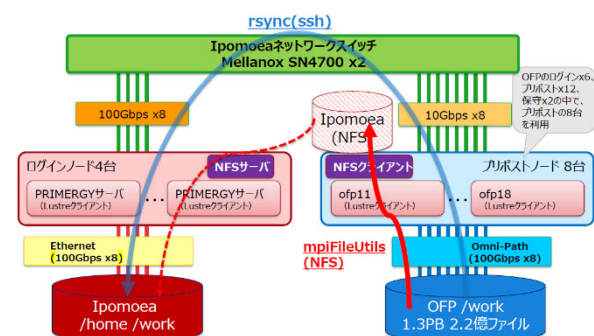 rsync(ssh)
Ipomoeaネットワークスイッチ
Mellanox SN4700 x2
OFPのログインx6、
プリポストx12、
保守x2の中で、
プリポストの8台
を利用
100Gbps x8
Ipomoea
(NFS)
10Gbps x8
ログインノード4台
NFSサーバ
NFSクライアント
プリポストノード 8台
PRIMERGYサーバ
(Lustreクライアント)
...
PRIMERGYサーバ
(Lustreクライアント)
ofp11
(Lustreクライアント)
...
ofp18
(Lustreクライアント)
Ethernet
(100Gbps x8)
mpiFileUtils
(NFS)
Omni-Path
(100Gbps x8)
Ipomoea
/home /work
OFP /work
1.3PB 2.2億ファイル